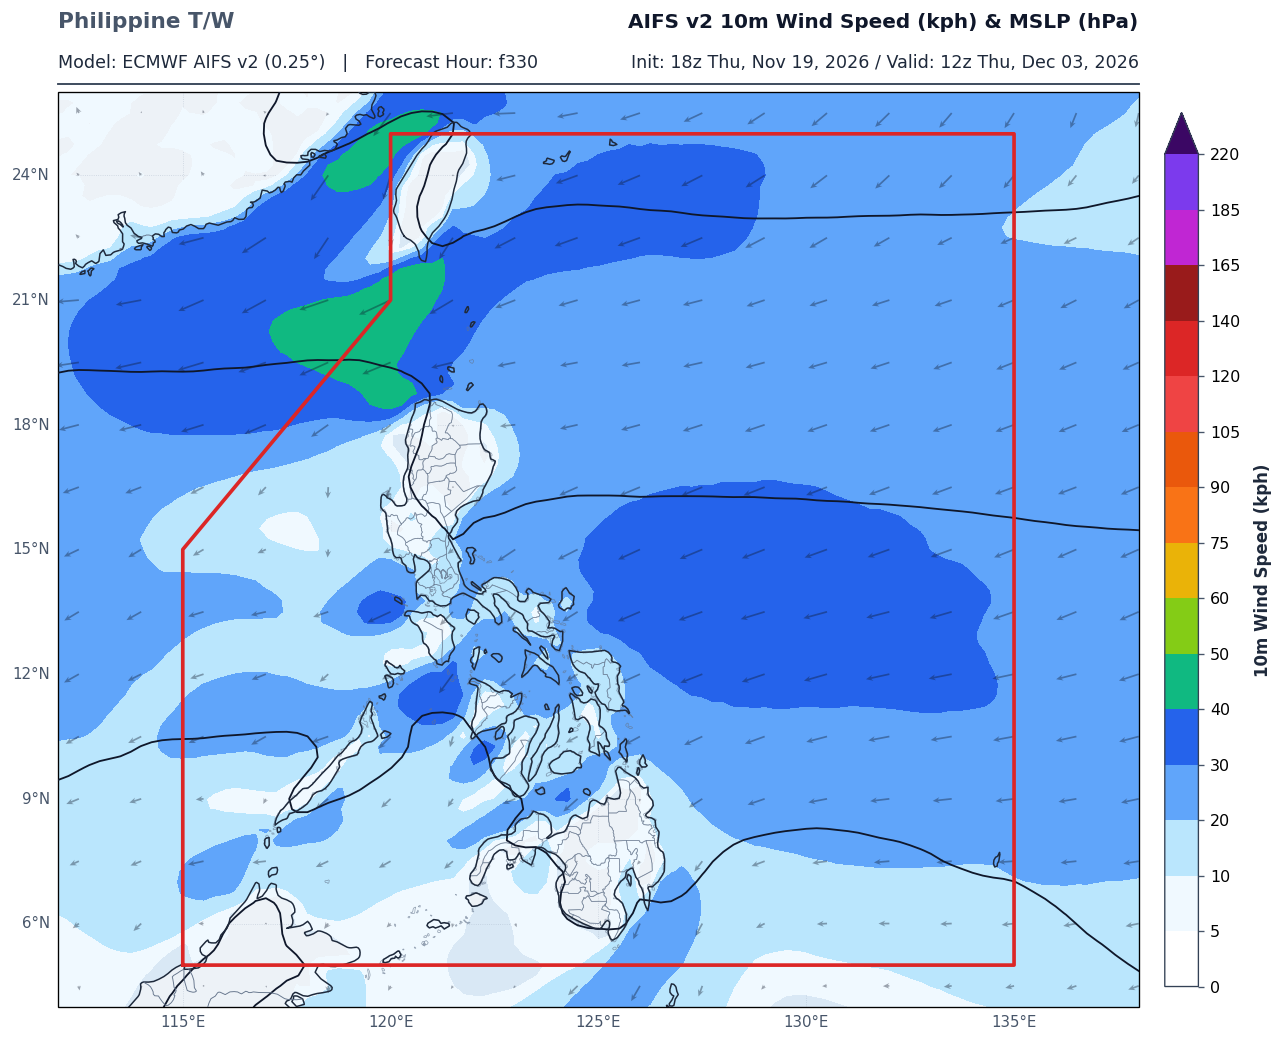 Philippine T/W
AIFS v2 10m Wind Speed (kph) & MSLP (hPa)
Model: ECMWF AIFS v2 (0.25°) | Forecast Hour: f330
Init: 18z Thu, Nov 19, 2026 / Valid: 12z Thu, Dec 03, 2026
24°N
21°N
18°N
15°N
12°N
9°N
6°N
115°E
120°E
125°E
130°E
135°E
220
185
165
140
120
105
90
75
60
50
40
30
20
10
5
0
10m Wind Speed (kph)